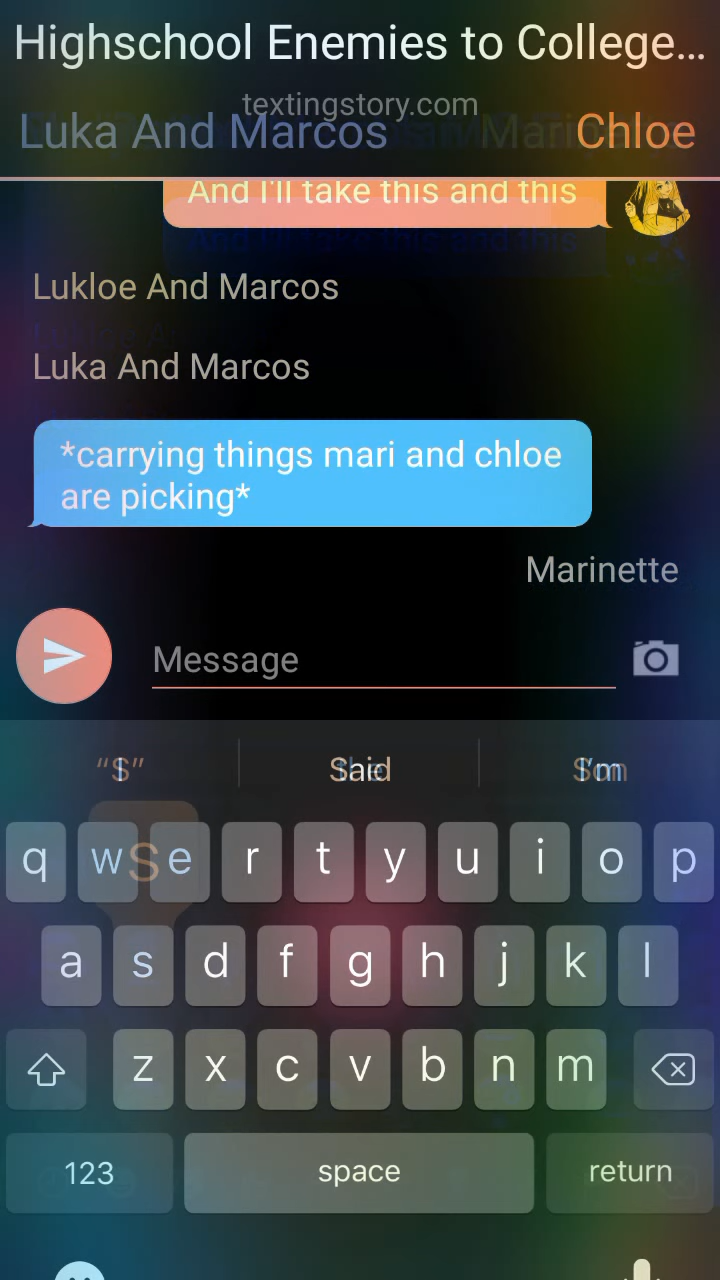 Highschool Enemies to College...
textingstory.com
Luka And Marcos
Chloe
And I'll take this and this
Lukloe And Marcos
Luka And Marcos
*carrying things mari and chloe
are picking*
Marinette
Message
"S"
Said
I'm
q w S e r t y u i o p
a s d f g h j k l
z x c v b n m
123 space return